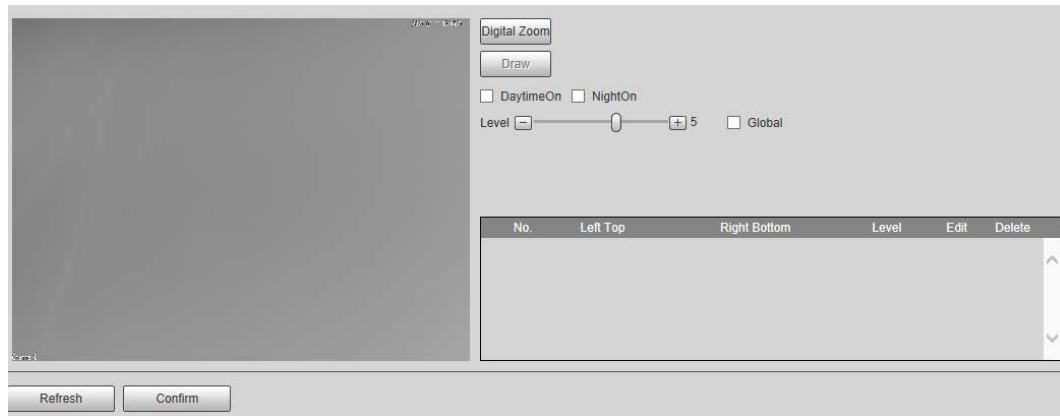 Digital Zoom
Draw
DaytimeOn NightOn
Level - + 5 Global
No. Left Top Right Bottom Level Edit Delete
Refresh Confirm